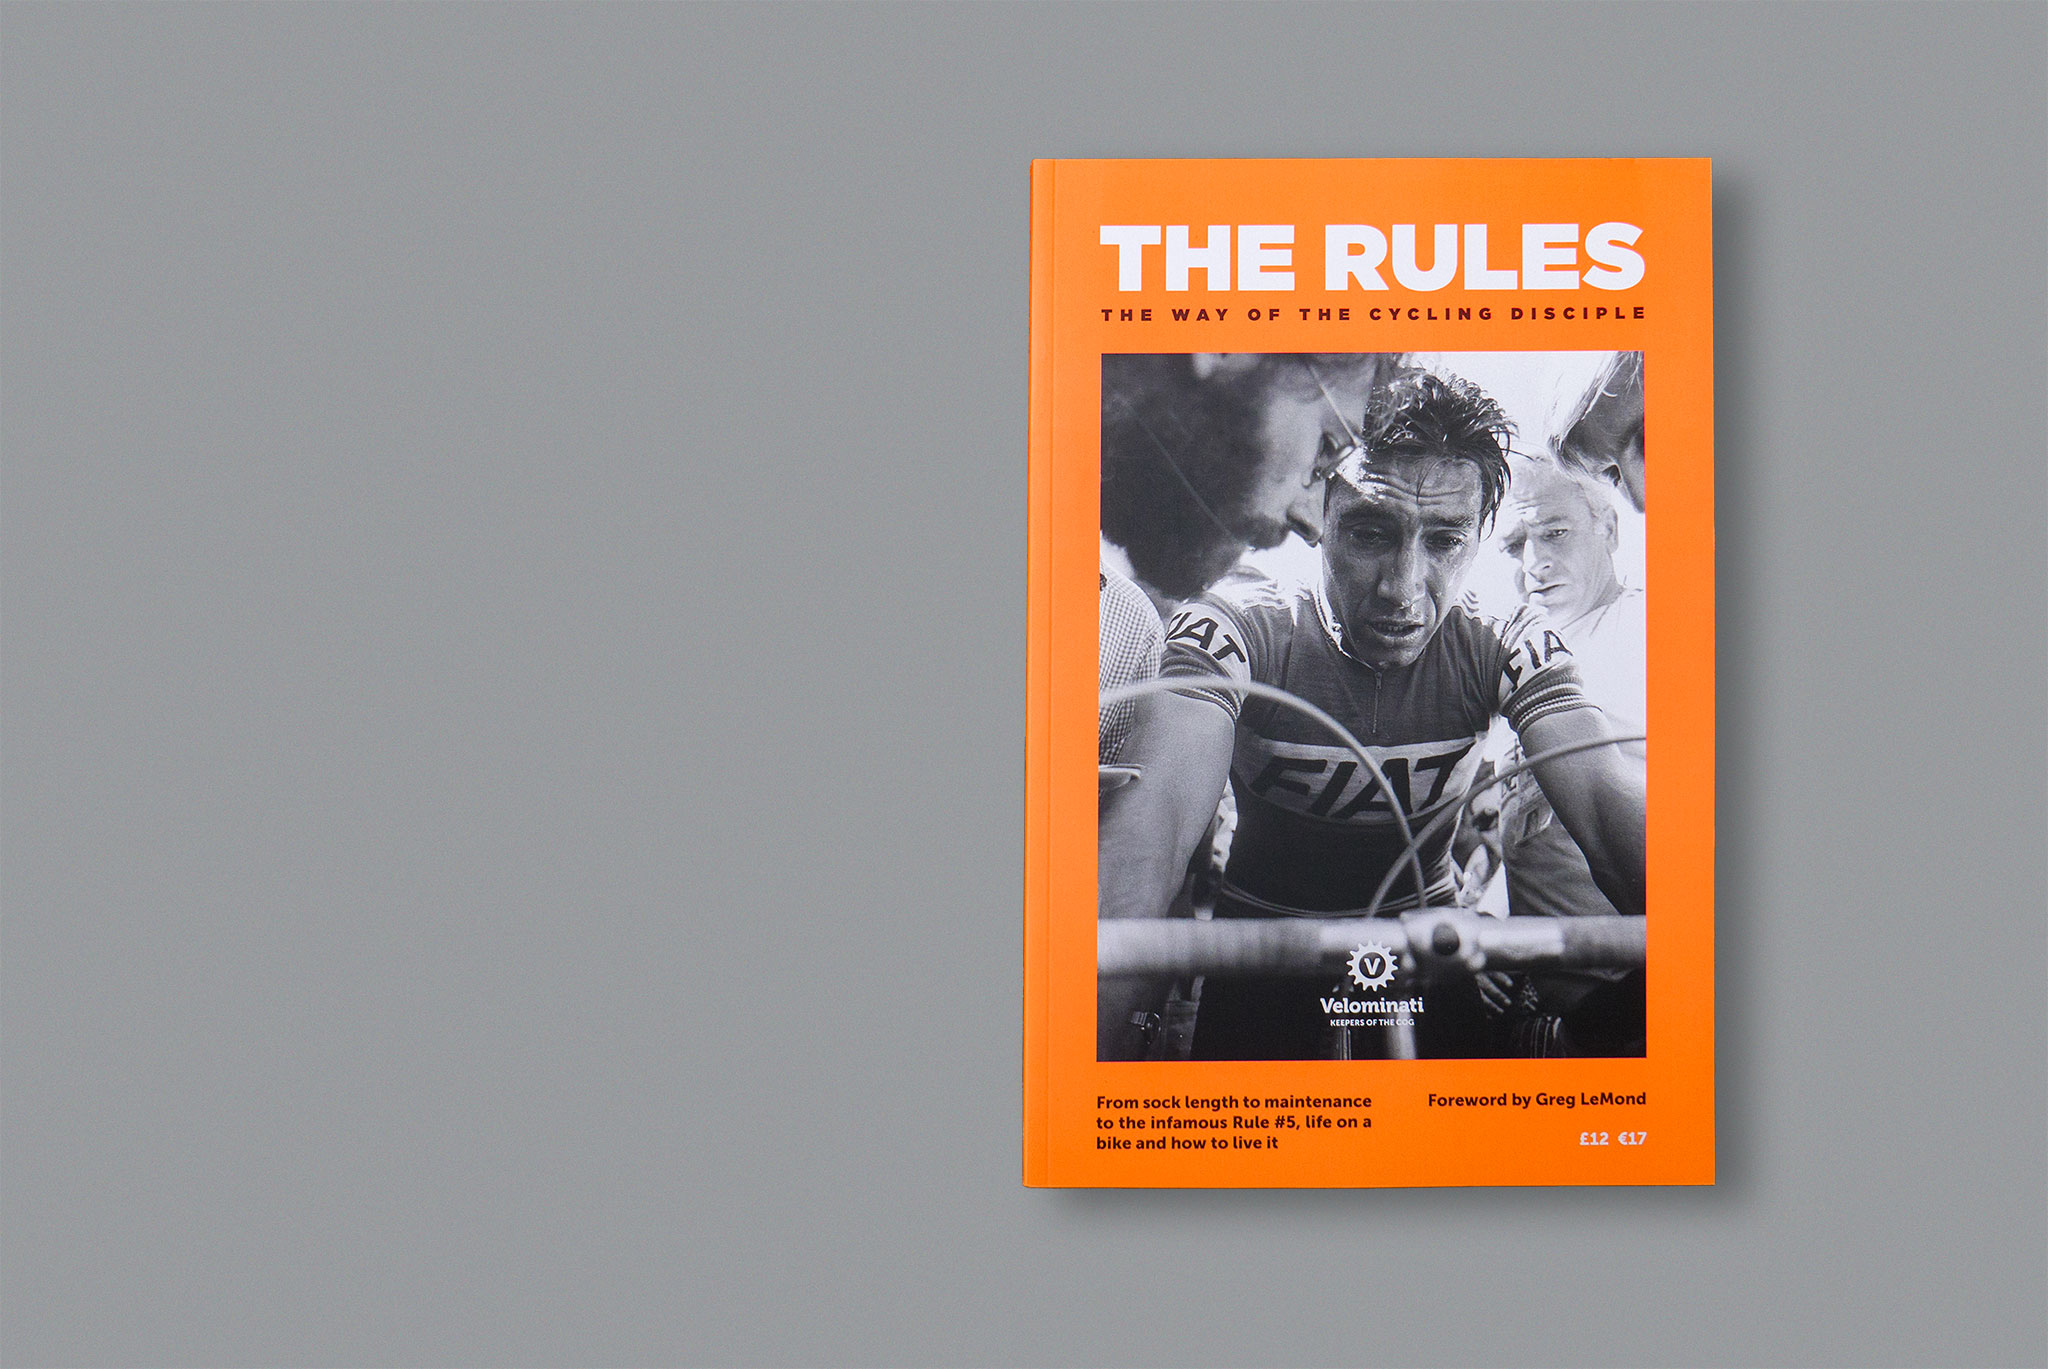 THE RULES
THE WAY OF THE CYCLING DISCIPLE
IAT
FIA
FIAT
V
Velominati
KEEPERS OF THE COG
From sock length to maintenance
to the infamous Rule #5, life on a
bike and how to live it
Foreword by Greg LeMond
£12 €17